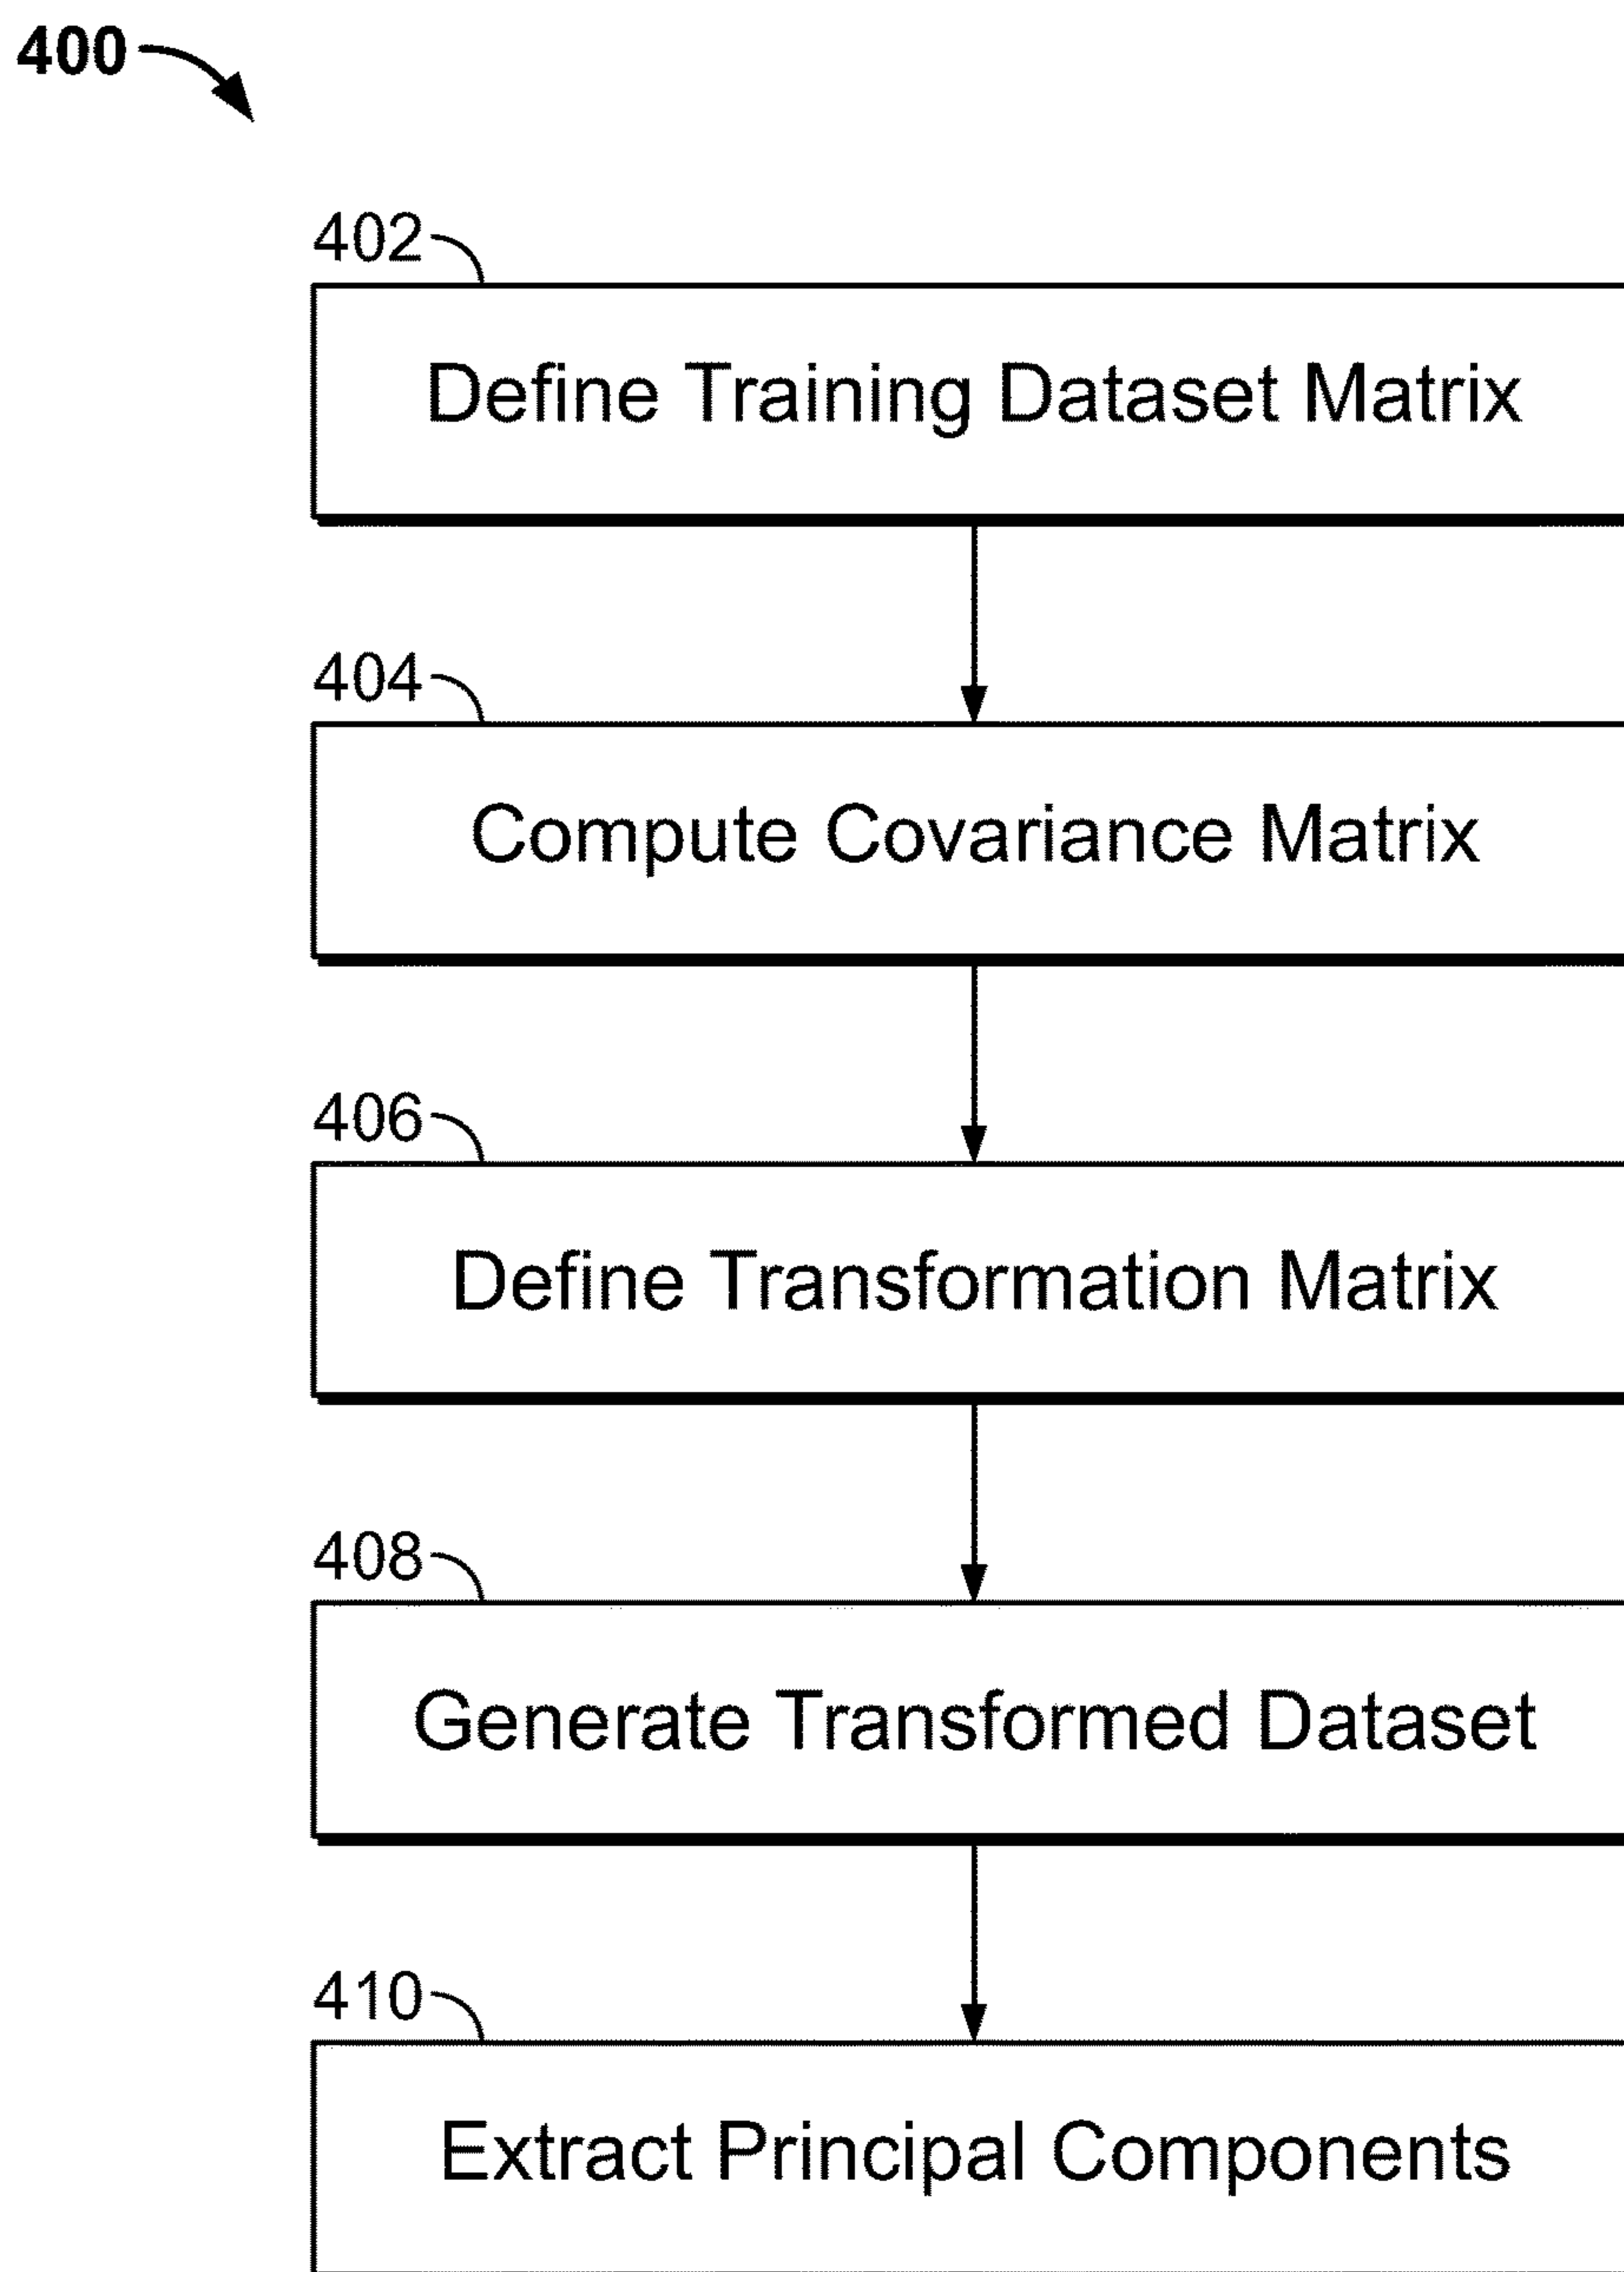 400
402
Define Training Dataset Matrix
404
Compute Covariance Matrix
406
Define Transformation Matrix
408
Generate Transformed Dataset
410
Extract Principal Components